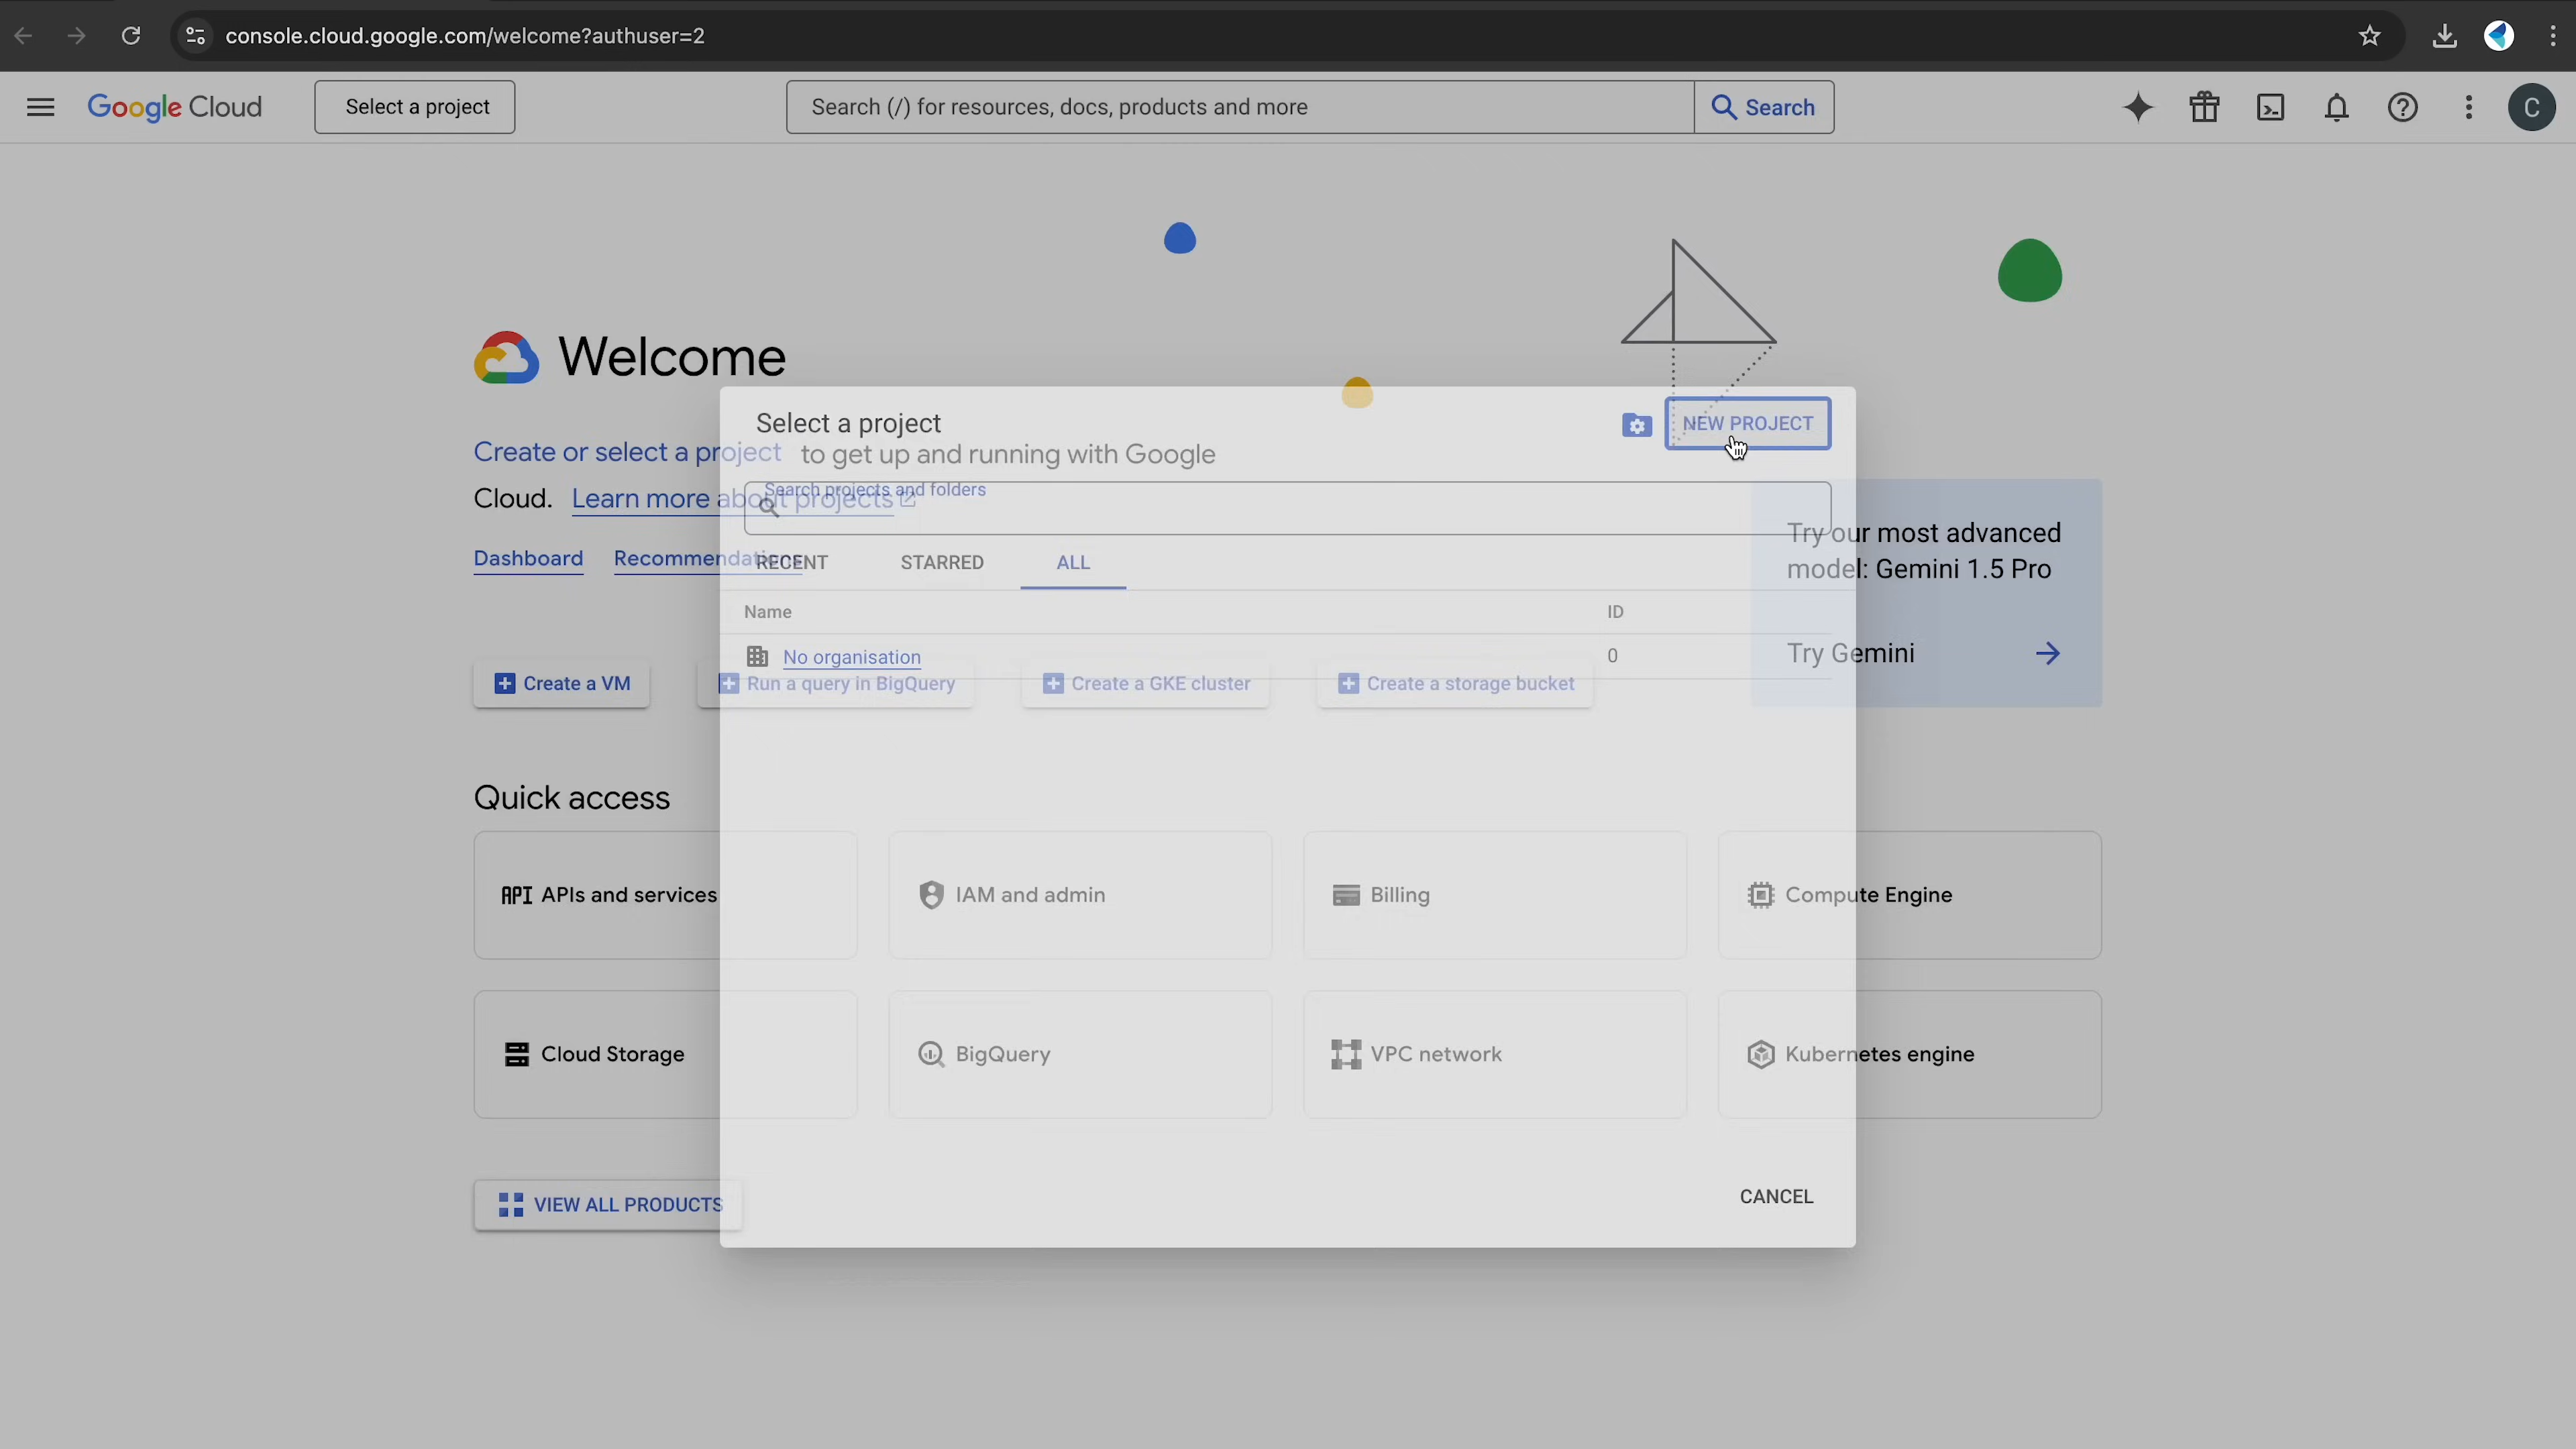 console.cloud.google.com/welcome?authuser=2
Google Cloud
Select a project
Search (/) for resources, docs, products and more
Search
C
Welcome
Select a project
NEW PROJECT
Create or select a project to get up and running with Google
Cloud. Learn more about projects
Search projects and folders
Dashboard
Recommendations
RECENT
STARRED
ALL
Try our most advanced
model: Gemini 1.5 Pro
Try Gemini
Name
ID
No organisation
0
Create a VM
Run a query in BigQuery
Create a GKE cluster
Create a storage bucket
Quick access
API APIs and services
IAM and admin
Billing
Compute Engine
Cloud Storage
BigQuery
VPC network
Kubernetes engine
VIEW ALL PRODUCTS
CANCEL